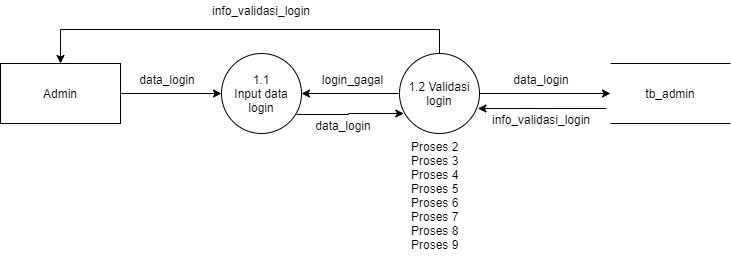 info_validasi_login
Admin
data_login
1.1
Input data
login
login_gagal
data_login
1.2 Validasi
login
data_login
info_validasi_login
tb_admin
Proses 2
Proses 3
Proses 4
Proses 5
Proses 6
Proses 7
Proses 8
Proses 9